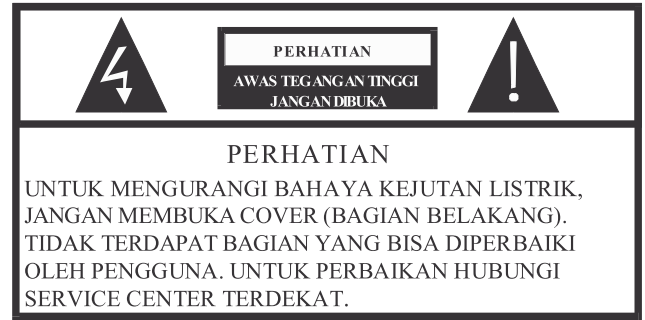 PERHATIAN
AWAS TEGANGAN TINGGI
JANGAN DIBUKA
PERHATIAN
UNTUK MENGURANGI BAHAYA KEJUTAN LISTRIK,
JANGAN MEMBUKA COVER (BAGIAN BELAKANG).
TIDAK TERDAPAT BAGIAN YANG BISA DIPERBAIKI
OLEH PENGGUNA. UNTUK PERBAIKAN HUBUNGI
SERVICE CENTER TERDEKAT.